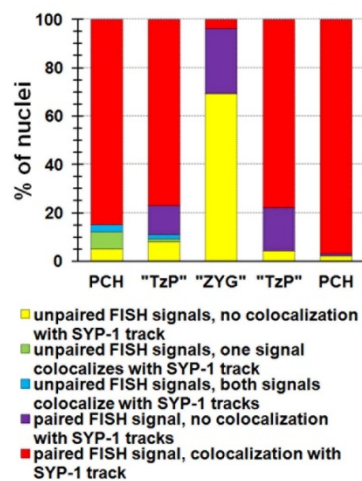 100
80
60
40
20
0
% of nuclei
PCH "TzP" "ZYG" "TzP" PCH
unpaired FISH signals, no colocalization
with SYP-1 track
unpaired FISH signals, one signal
colocalizes with SYP-1 track
unpaired FISH signals, both signals
colocalize with SYP-1 tracks
paired FISH signal, no colocalization
with SYP-1 tracks
paired FISH signal, colocalization with
SYP-1 track